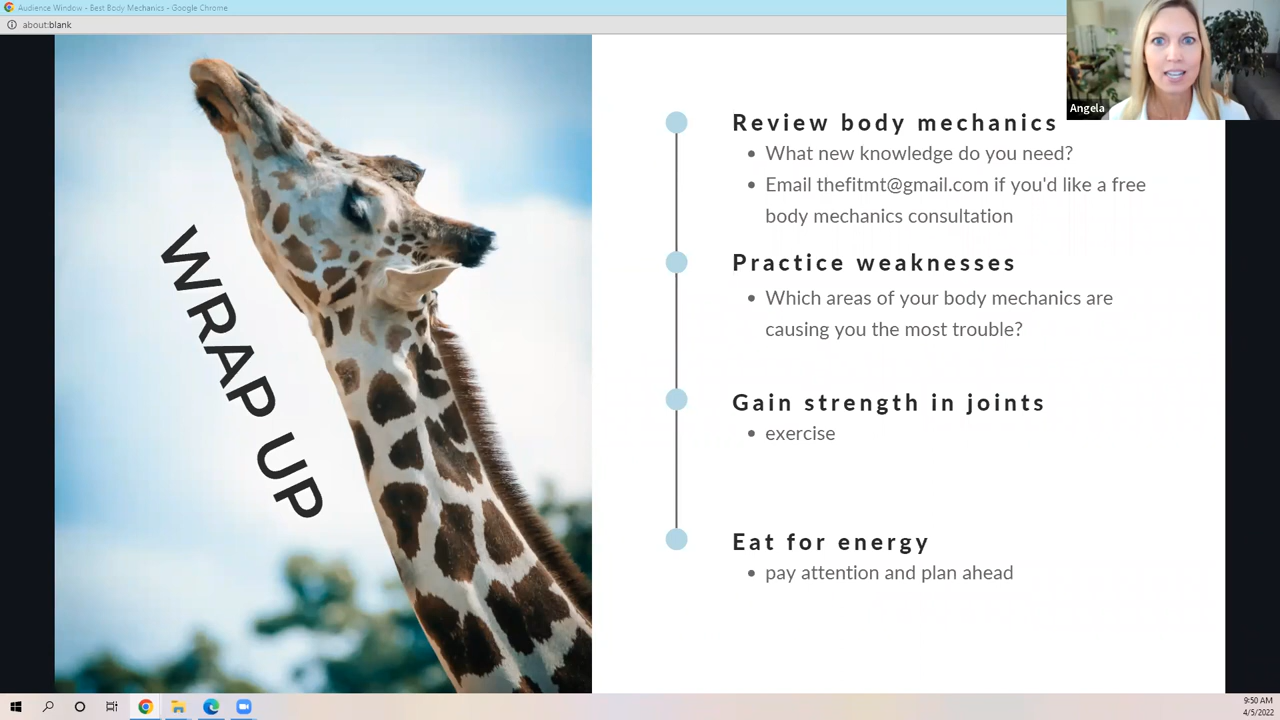 Audience Window - Best Body Mechanics - Google Chrome
about:blank
Angela
WRAP UP
Review body mechanics
• What new knowledge do you need?
• Email thefitmt@gmail.com if you'd like a free
body mechanics consultation
Practice weaknesses
• Which areas of your body mechanics are
causing you the most trouble?
Gain strength in joints
• exercise
Eat for energy
• pay attention and plan ahead
9:50 AM
4/5/2022